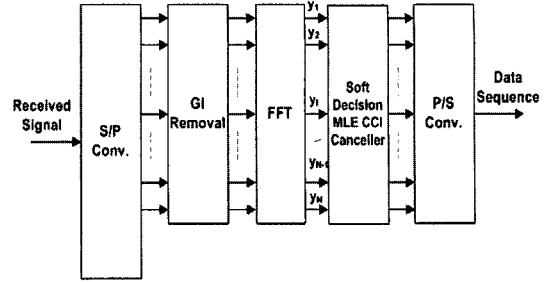 Received
Signal
S/P
Conv.
GI
Removal
FFT
y1
y2
yi
yN-1
yN
Soft
Decision
MLE CCI
Canceller
P/S
Conv.
Data
Sequence